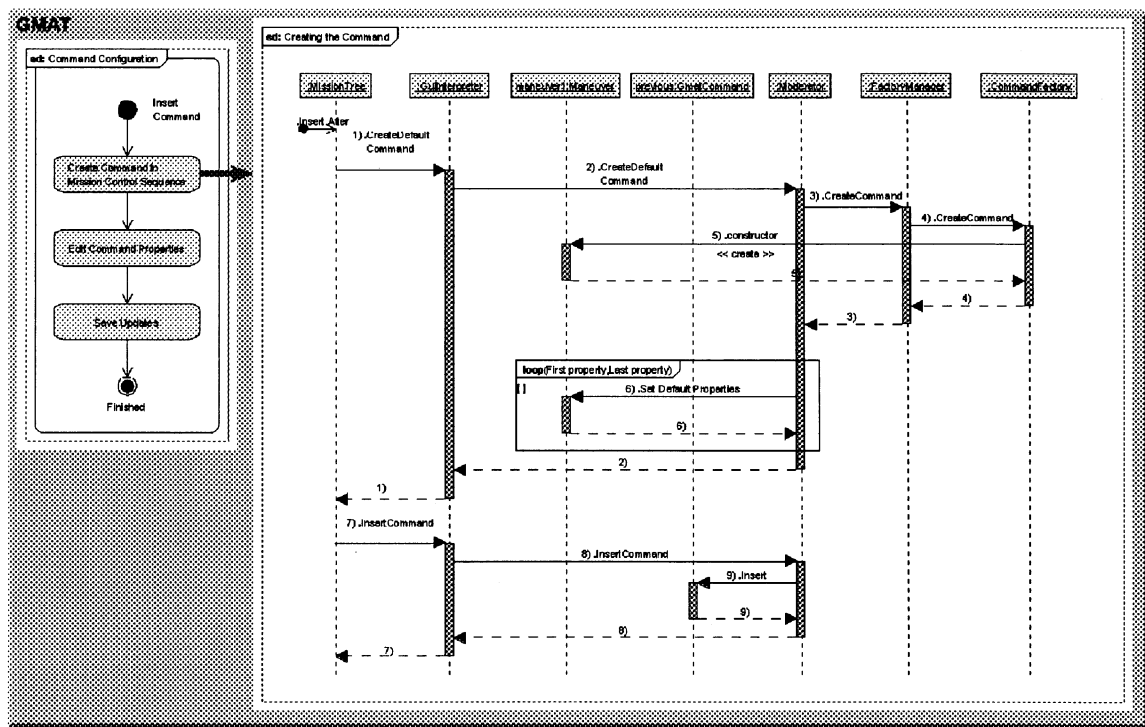 GMAT
ad: Command Configuration
Insert
Command
Create Command in
Mission Control Sequence
Edit Command Properties
Save Updates
Finished
sd: Creating the Command
:MissionTree
:GuiInterpreter
maneuver1:Maneuver
previous:GmatCommand
:Moderator
:FactoryManager
:CommandFactory
.Insert After
1) .CreateDefault
Command
2) .CreateDefault
Command
3) .CreateCommand
4) .CreateCommand
5) .constructor
<< create >>
5)
4)
3)
loop(First property,Last property)
[ ]
6) .Set Default Properties
6)
2)
1)
7) .InsertCommand
8) .InsertCommand
9) .Insert
9)
8)
7)